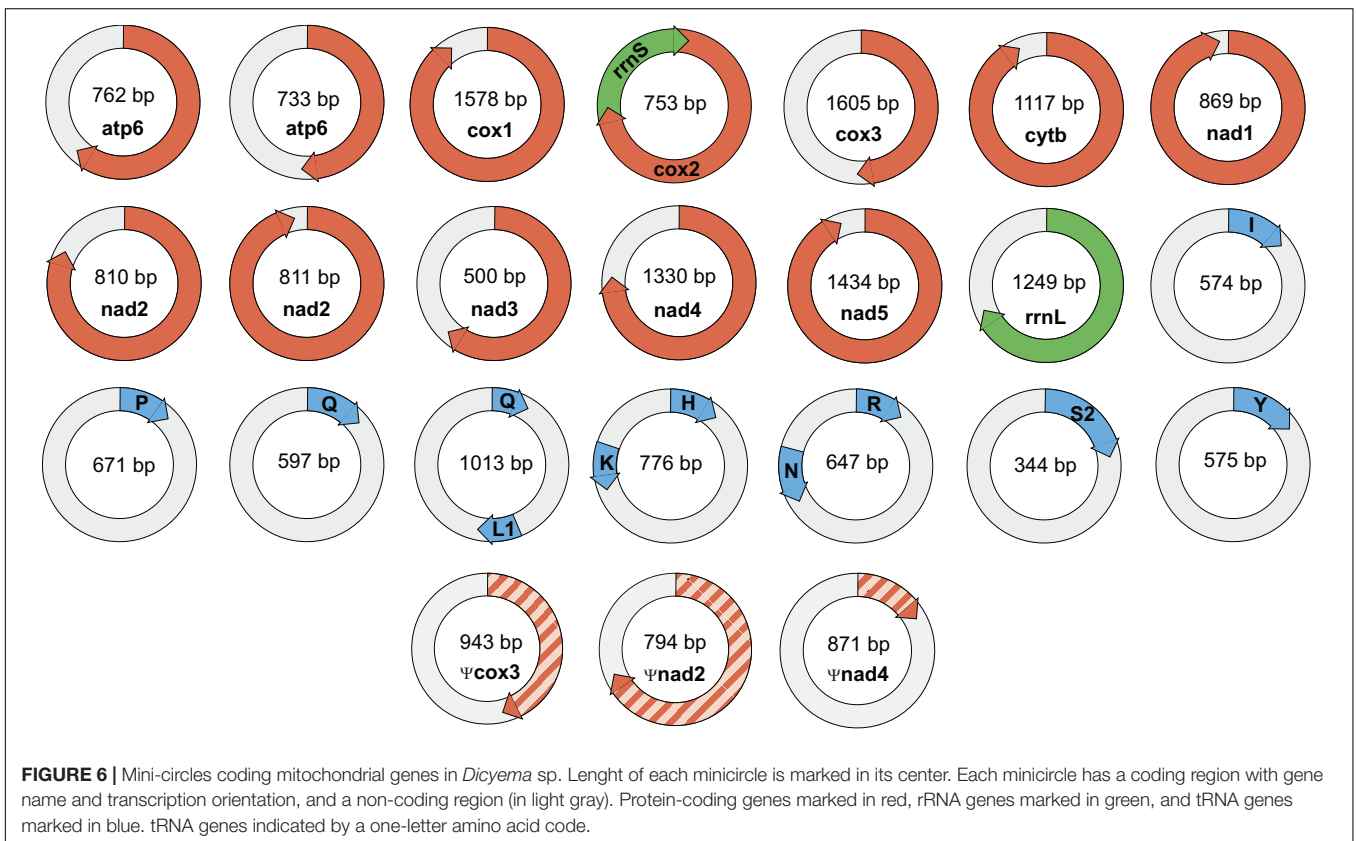 762 bp
atp6
733 bp
atp6
1578 bp
cox1
rrnS
753 bp
cox2
1605 bp
cox3
1117 bp
cytb
869 bp
nad1
810 bp
nad2
811 bp
nad2
500 bp
nad3
1330 bp
nad4
1434 bp
nad5
1249 bp
rrnL
I
574 bp
P
671 bp
Q
597 bp
Q
1013 bp
L1
H
K
776 bp
R
N
647 bp
S2
344 bp
Y
575 bp
943 bp
Ψcox3
794 bp
Ψnad2
871 bp
Ψnad4
FIGURE 6 | Mini-circles coding mitochondrial genes in Dicyema sp. Lenght of each minicircle is marked in its center. Each minicircle has a coding region with gene
name and transcription orientation, and a non-coding region (in light gray). Protein-coding genes marked in red, rRNA genes marked in green, and tRNA genes
marked in blue. tRNA genes indicated by a one-letter amino acid code.